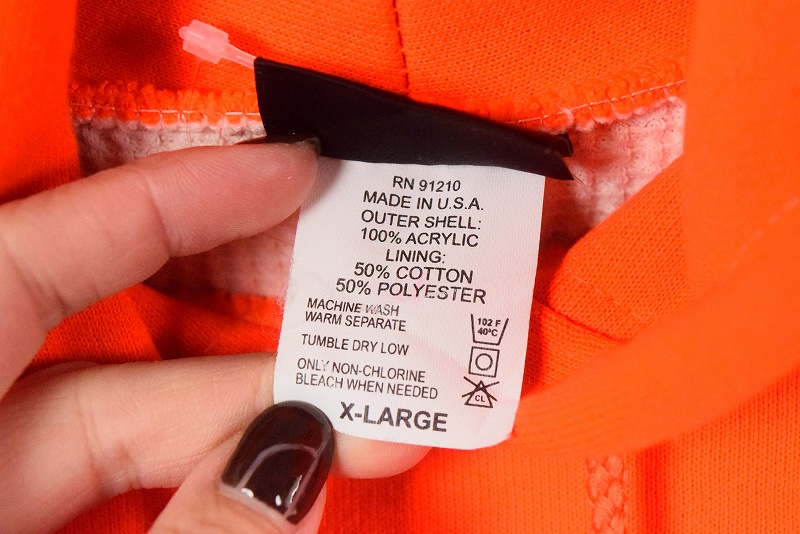 RN 91210
MADE IN U.S.A.
OUTER SHELL:
100% ACRYLIC
LINING:
50% COTTON
50% POLYESTER
MACHINE WASH
WARM SEPARATE
102 F
40°C
TUMBLE DRY LOW
ONLY NON-CHLORINE
BLEACH WHEN NEEDED
CL
X-LARGE